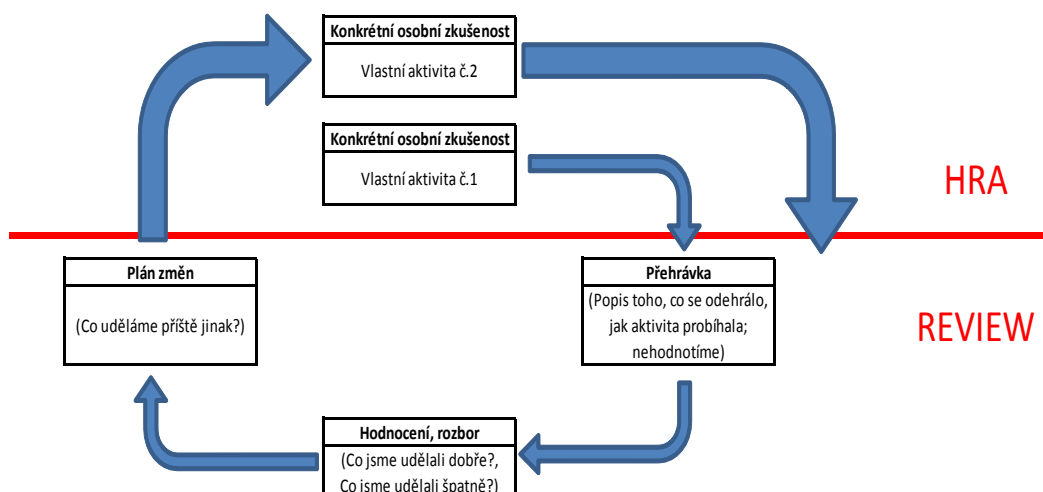 Konkrétní osobní zkušenost
Vlastní aktivita č.2
Konkrétní osobní zkušenost
Vlastní aktivita č.1
HRA
Plán změn
(Co uděláme příště jinak?)
Přehrávka
(Popis toho, co se odehrálo,
jak aktivita probíhala;
nehodnotíme)
REVIEW
Hodnocení, rozbor
(Co jsme udělali dobře?,
Co jsme udělali špatně?)